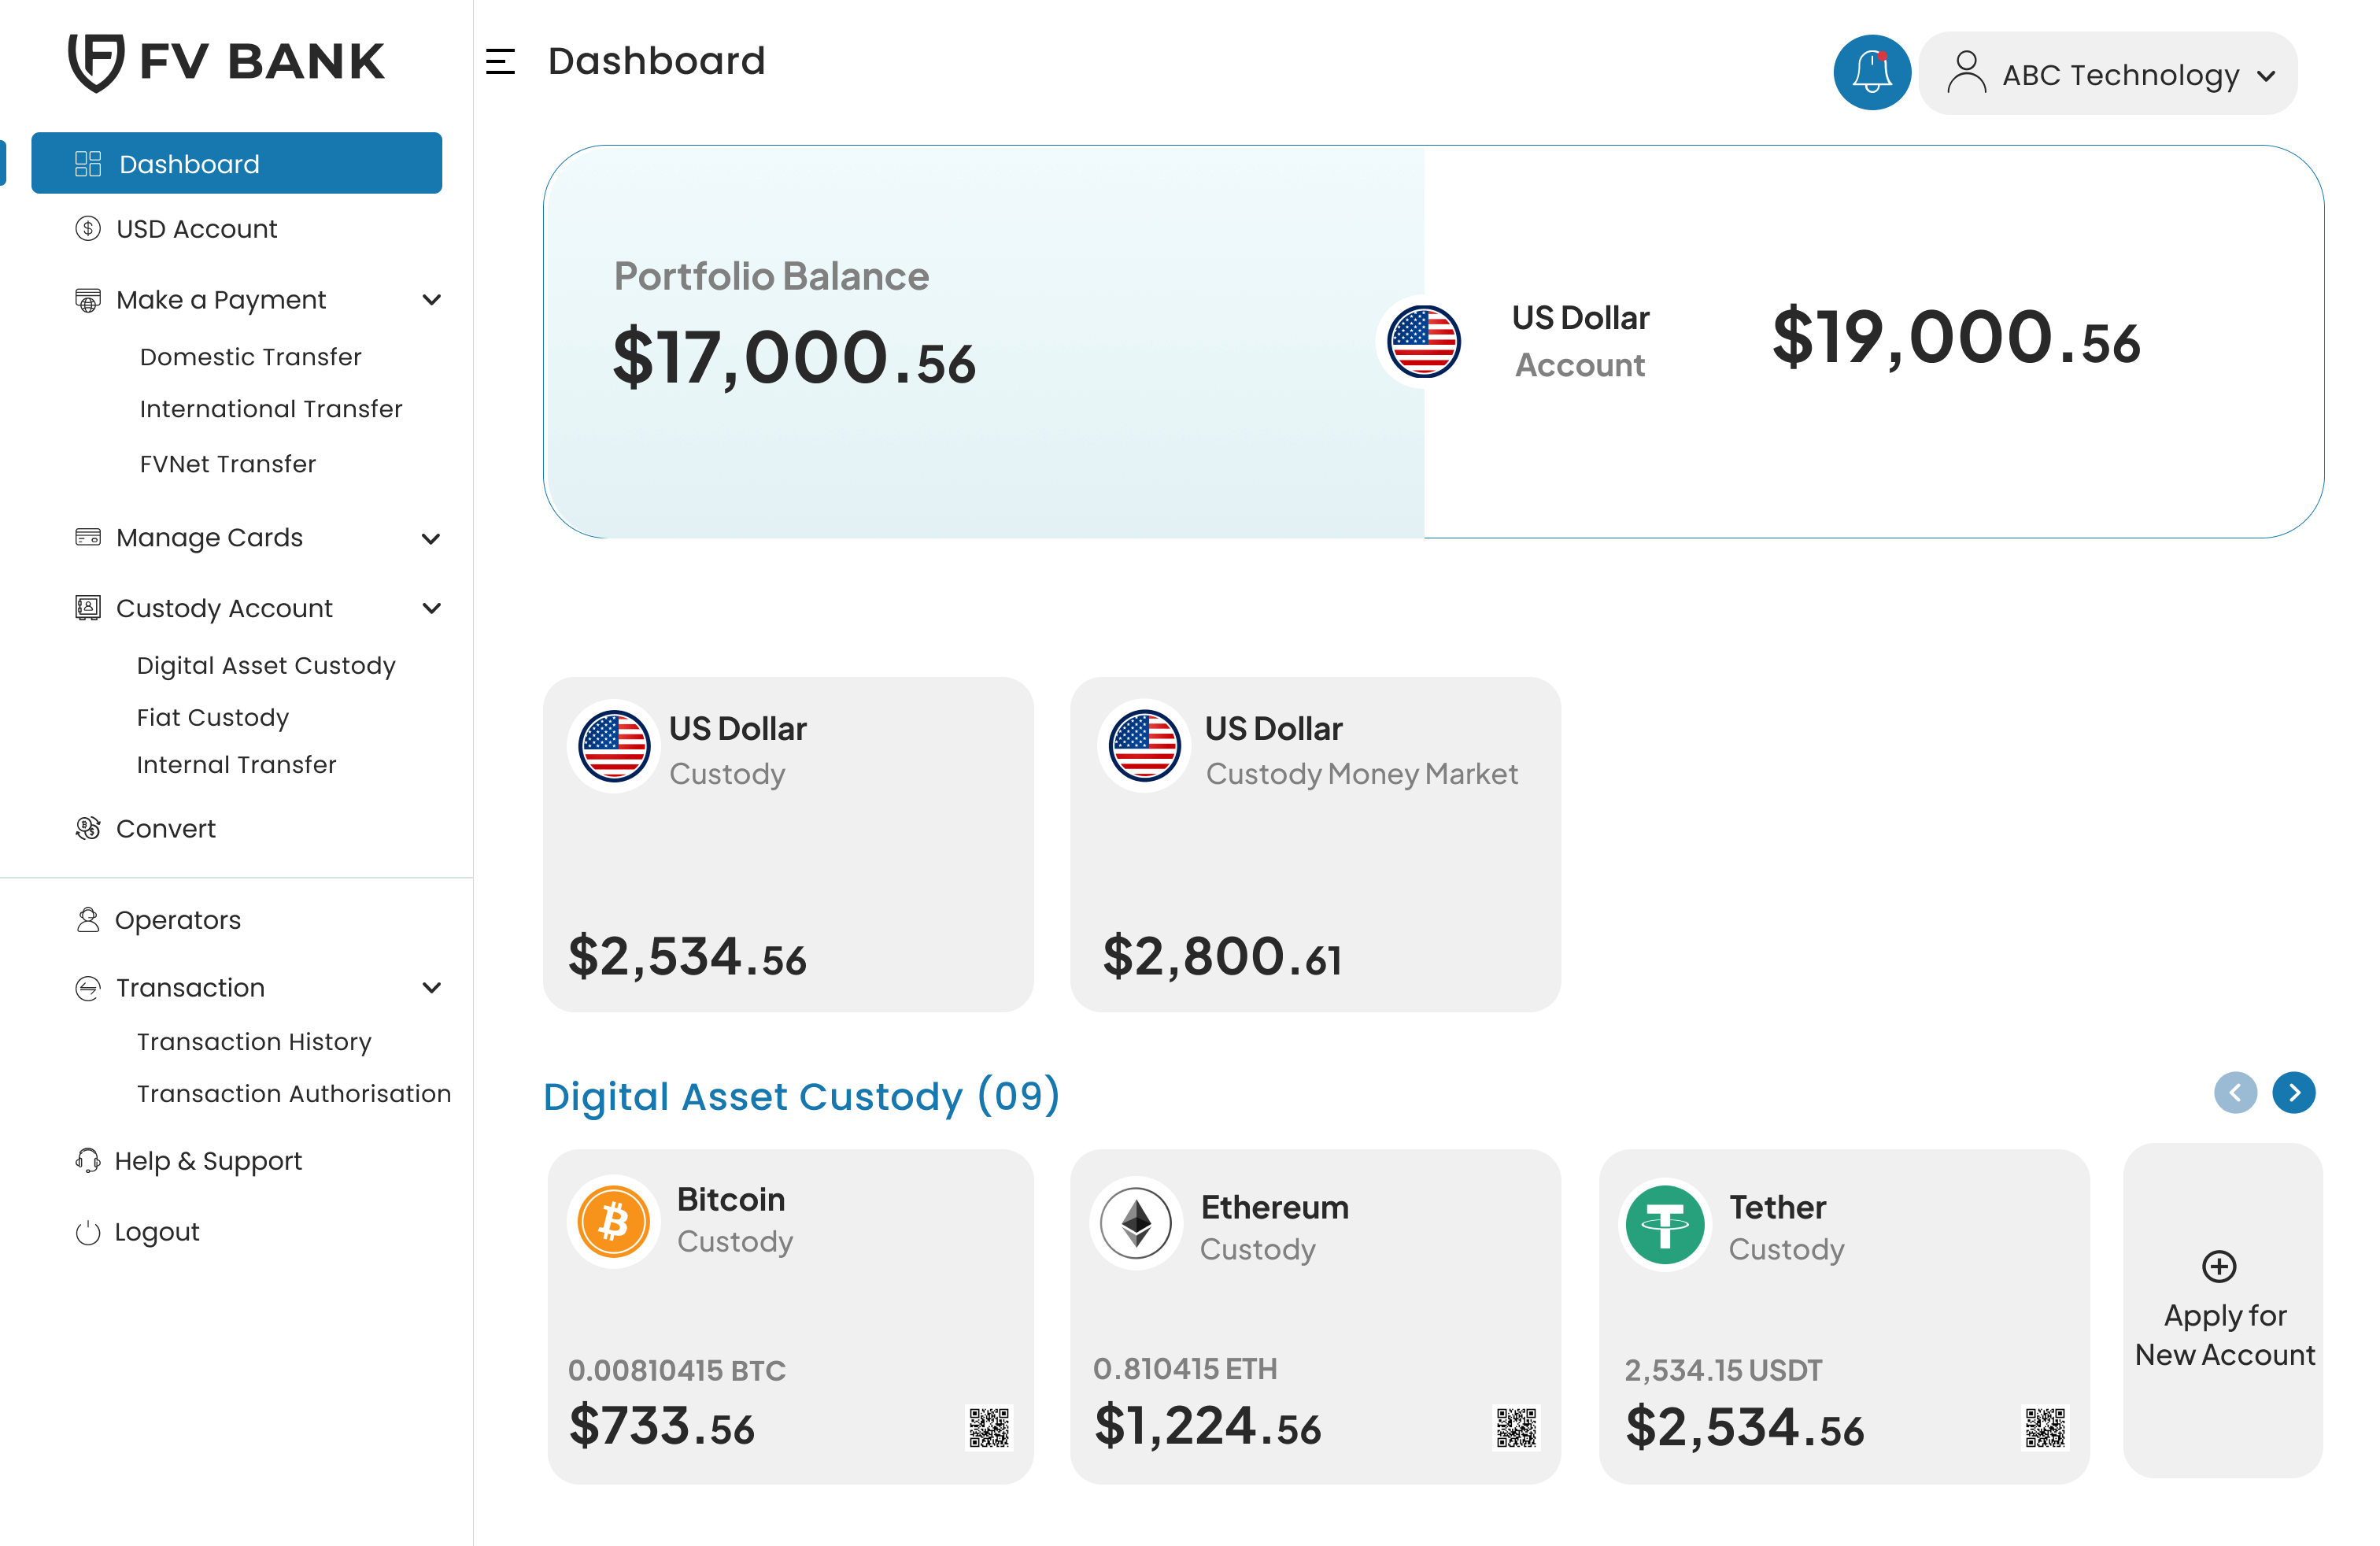 FV BANK
Dashboard
ABC Technology
Dashboard
USD Account
Make a Payment
Domestic Transfer
International Transfer
FVNet Transfer
Manage Cards
Custody Account
Digital Asset Custody
Fiat Custody
Internal Transfer
Convert
Operators
Transaction
Transaction History
Transaction Authorisation
Help & Support
Logout
Portfolio Balance
$17,000.56
US Dollar
Account
$19,000.56
US Dollar
Custody
$2,534.56
US Dollar
Custody Money Market
$2,800.61
Digital Asset Custody (09)
Bitcoin
Custody
0.00810415 BTC
$733.56
Ethereum
Custody
0.810415 ETH
$1,224.56
Tether
Custody
2,534.15 USDT
$2,534.56
Apply for
New Account